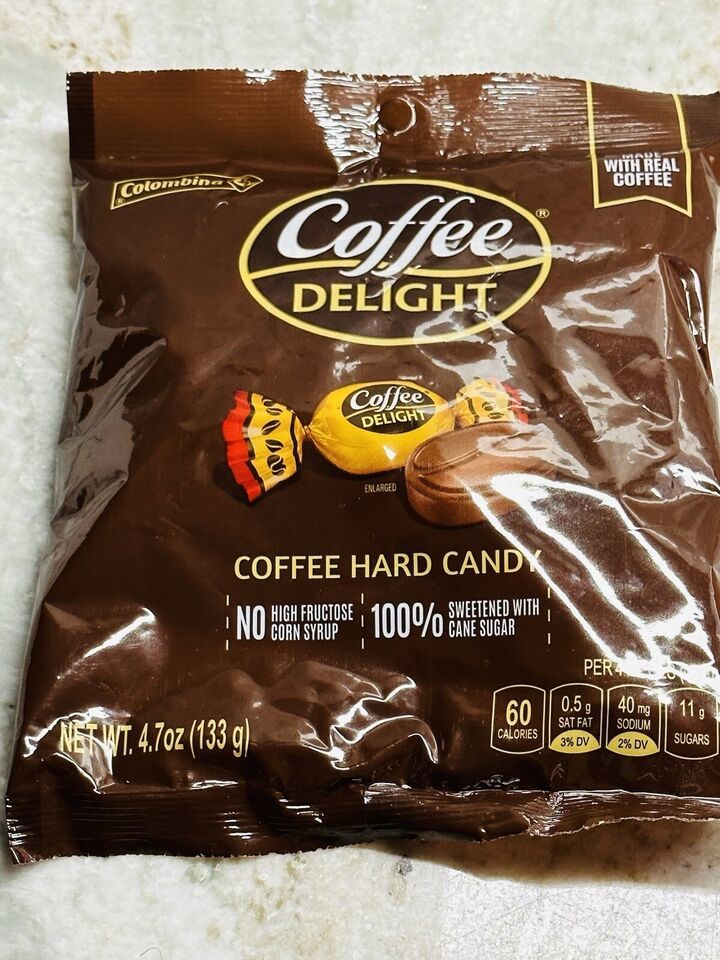 Colombina
MADE
WITH REAL
COFFEE
Coffee®
DELIGHT
Coffee
DELIGHT
ENLARGED
COFFEE HARD CANDY
NO HIGH FRUCTOSE
CORN SYRUP
100% SWEETENED WITH
CANE SUGAR
PER
60
CALORIES
0.5 g
SAT FAT
3% DV
40 mg
SODIUM
2% DV
11 g
SUGARS
NET WT. 4.7oz (133 g)